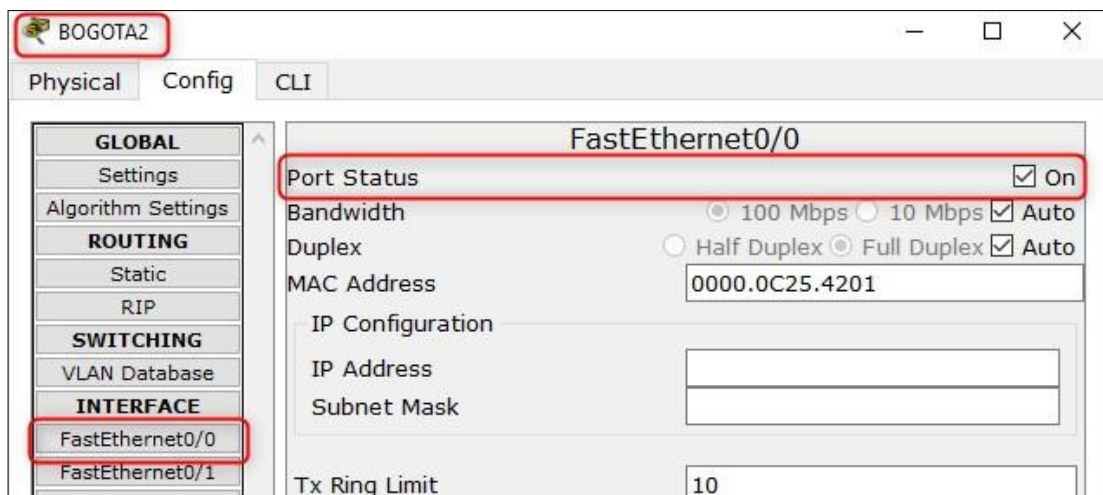 BOGOTA2
Physical Config CLI
GLOBAL
Settings
Algorithm Settings
ROUTING
Static
RIP
SWITCHING
VLAN Database
INTERFACE
FastEthernet0/0
FastEthernet0/1
FastEthernet0/0
Port Status On
Bandwidth 100 Mbps 10 Mbps Auto
Duplex Half Duplex Full Duplex Auto
MAC Address 0000.0C25.4201
IP Configuration
IP Address
Subnet Mask
Tx Ring Limit 10